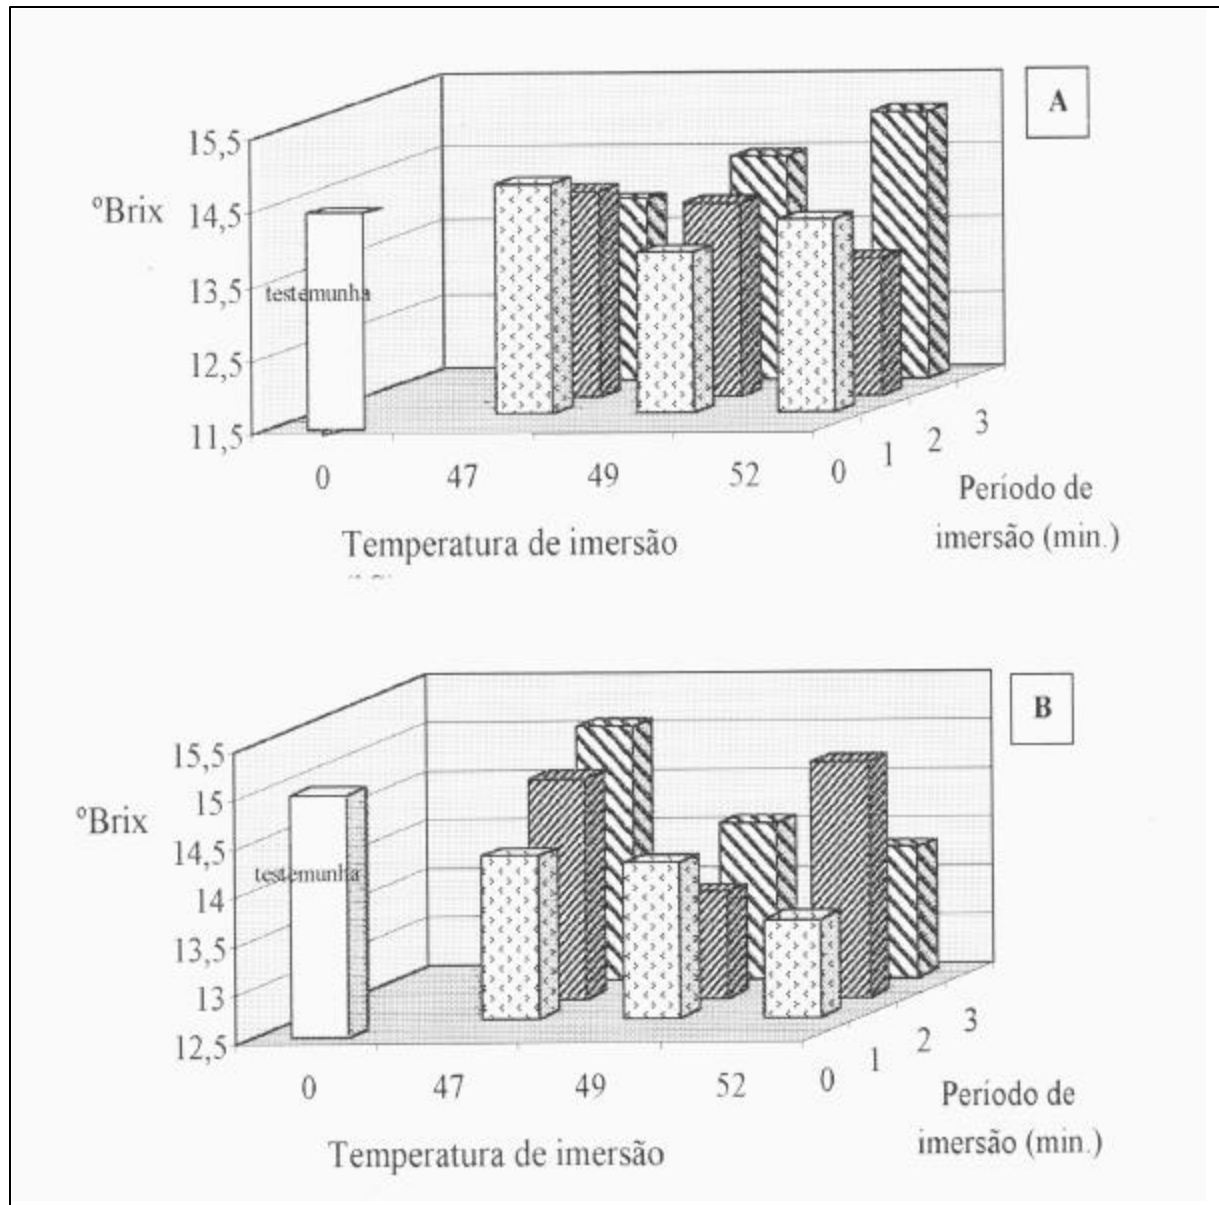 A
15,5
ºBrix
14,5
13,5
testemunha
12,5
11,5
0
47
49
52
0
1
2
3
Temperatura de imersão
Período de
imersão (min.)
B
15,5
15
ºBrix
14,5
testemunha
14
13,5
13
12,5
0
47
49
52
0
1
2
3
Temperatura de imersão
Período de
imersão (min.)